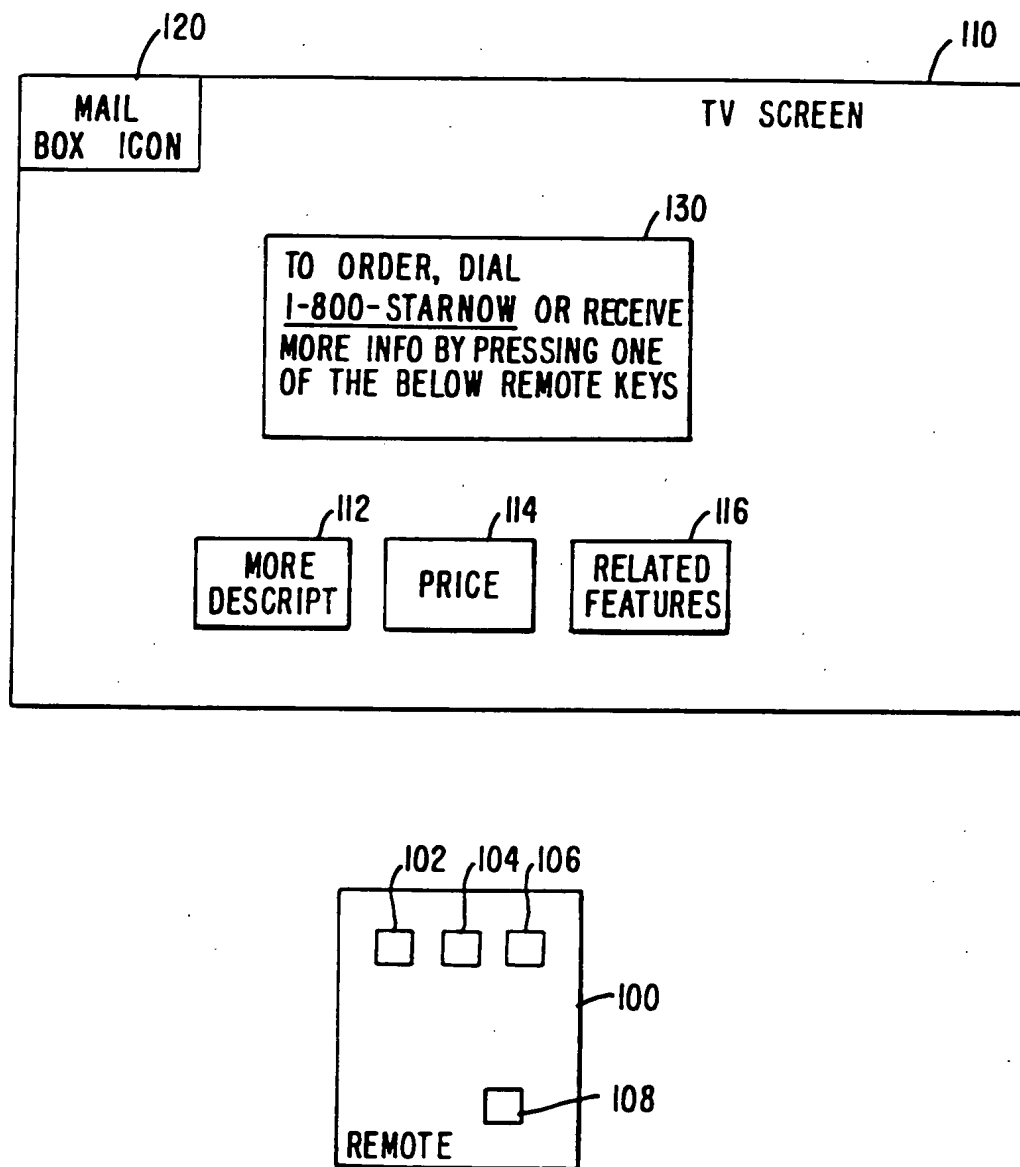 120
110
MAIL
BOX ICON
TV SCREEN
130
TO ORDER, DIAL
1-800-STARNOW OR RECEIVE
MORE INFO BY PRESSING ONE
OF THE BELOW REMOTE KEYS
112
114
116
MORE
DESCRIPT
PRICE
RELATED
FEATURES
102
104
106
100
108
REMOTE